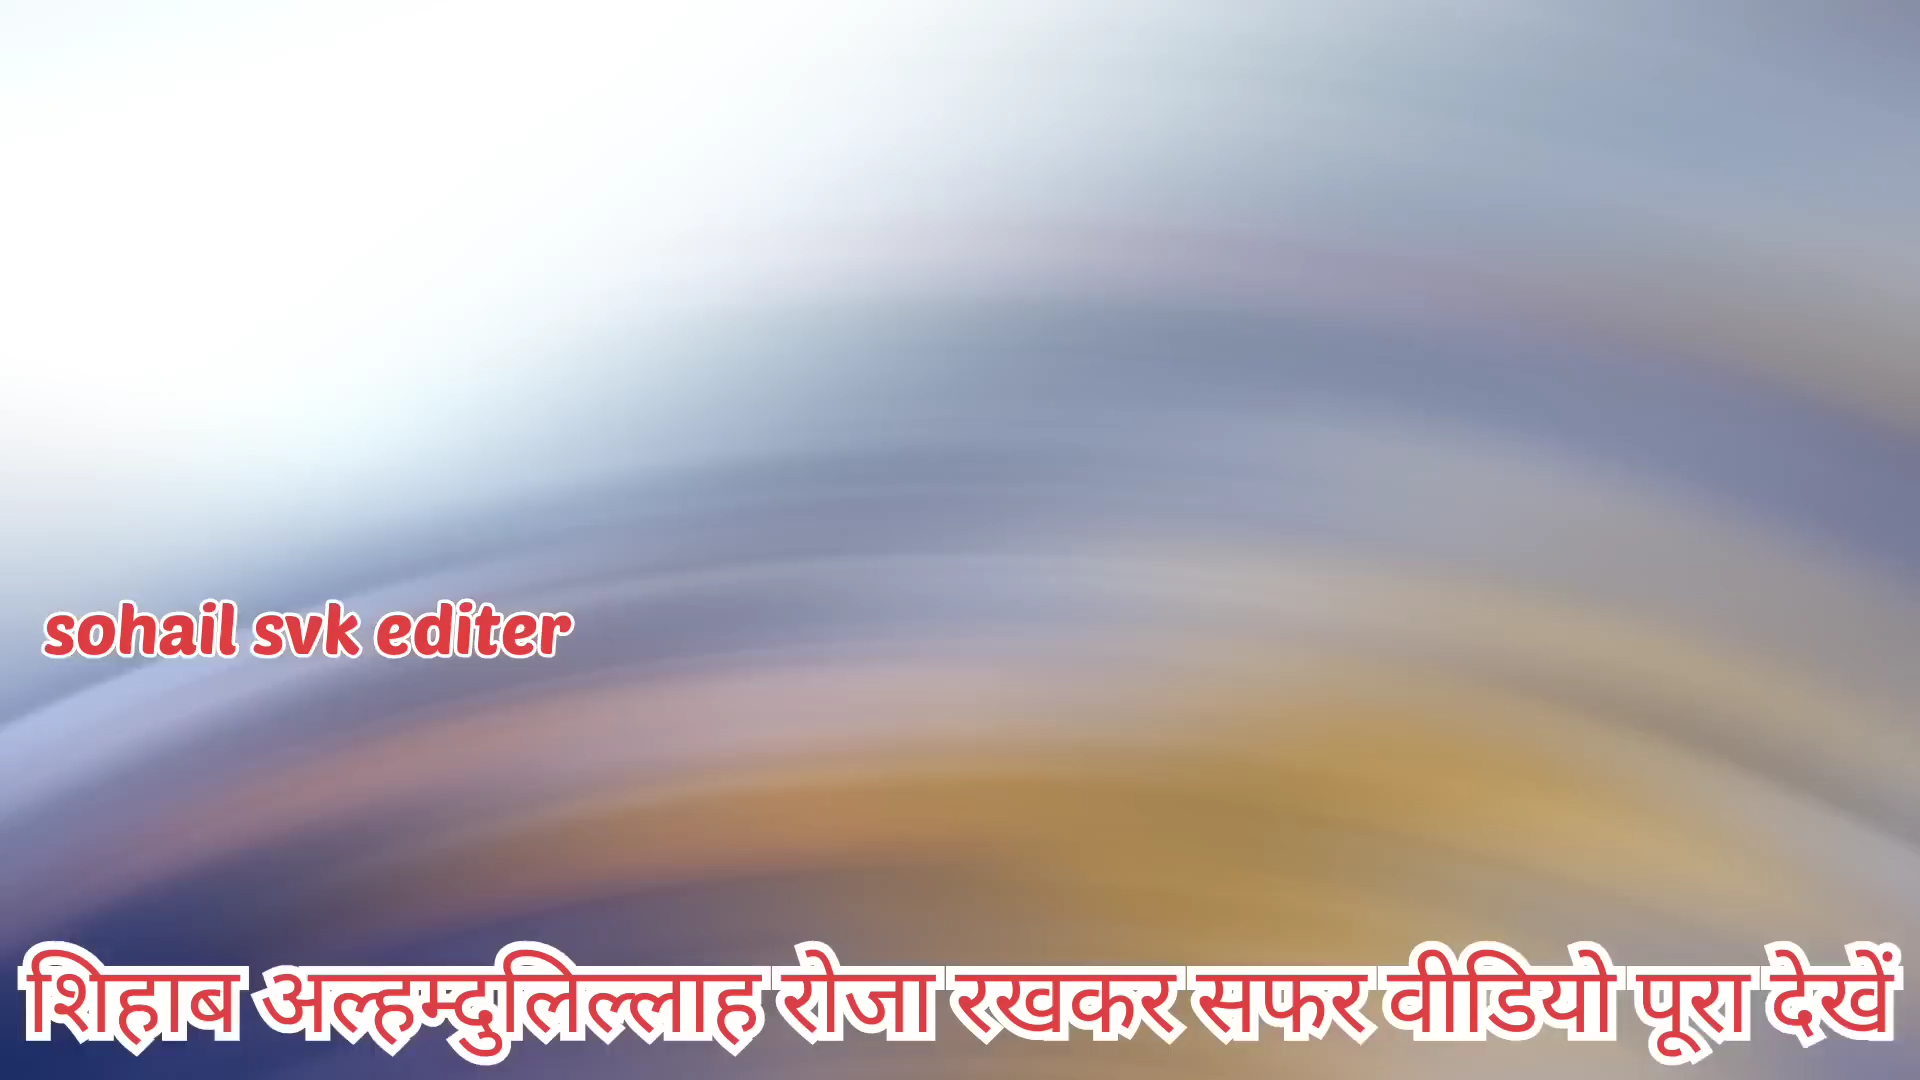 sohail svk editer
शिहाब अल्हम्दुलिल्लाह रोजा रखकर सफर वीडियो पूरा देखें